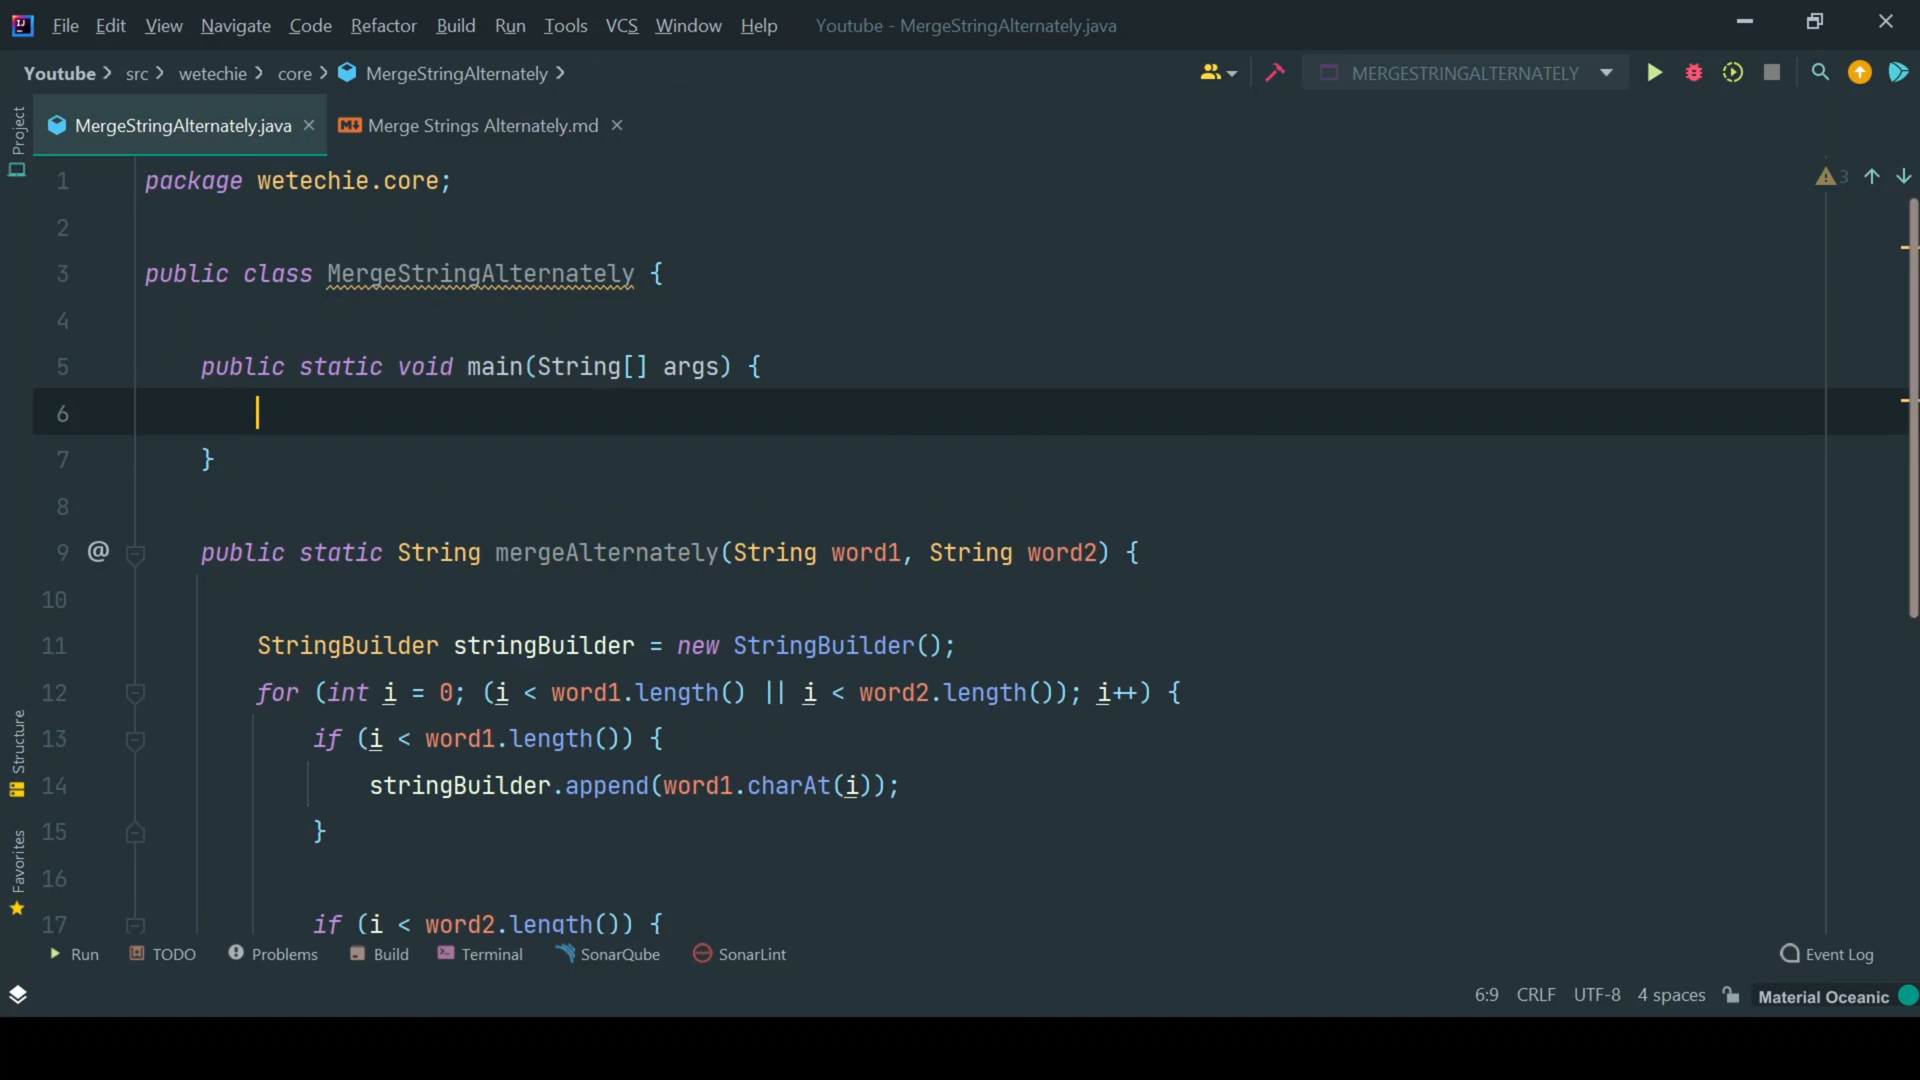 File Edit View Navigate Code Refactor Build Run Tools VCS Window Help Youtube - MergeStringAlternately.java
Youtube src wetechie core MergeStringAlternately MERGESTRINGALTERNATELY
MergeStringAlternately.java Merge Strings Alternately.md
Project
1 package wetechie.core;
3
2
3 public class MergeStringAlternately {
4
5 public static void main(String[] args) {
6
7 }
8
9 @ public static String mergeAlternately(String word1, String word2) {
10
11 StringBuilder stringBuilder = new StringBuilder();
12 for (int i = 0; (i < word1.length() || i < word2.length()); i++) {
13 if (i < word1.length()) {
14 stringBuilder.append(word1.charAt(i));
15 }
16
17 if (i < word2.length()) {
Structure
Favorites
Run TODO Problems Build Terminal SonarQube SonarLint Event Log
6:9 CRLF UTF-8 4 spaces Material Oceanic